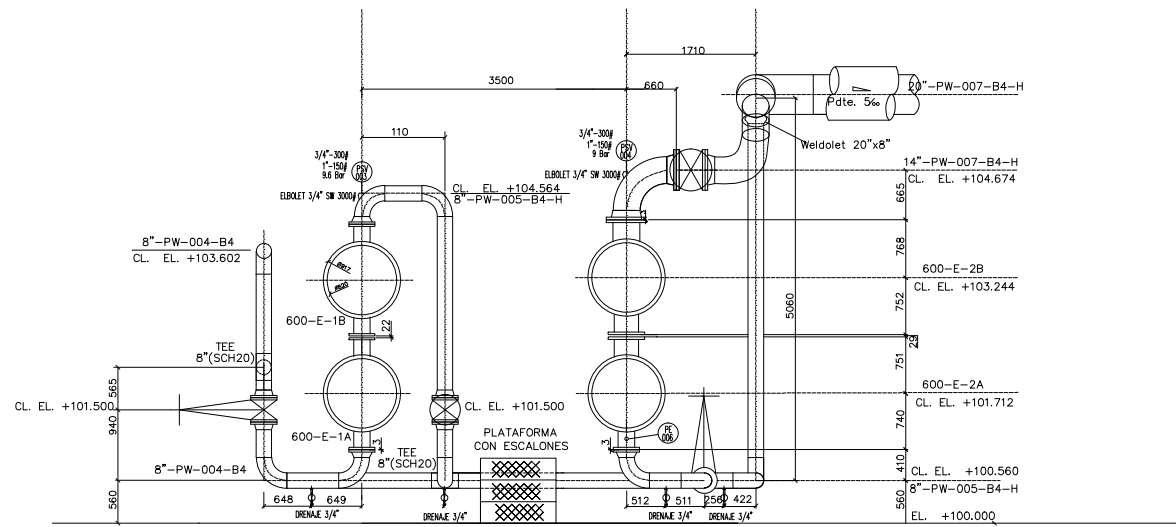 1710
3500
660
20"-PW-007-B4-H
Pdte. 5‰
110
3/4"-300#
1"-150#
9.6 Bar
PSV
003
3/4"-300#
1"-150#
9 Bar
PSV
004
Weldolet 20"x8"
14"-PW-007-B4-H
CL. EL. +104.674
ELBOLET 3/4" SW 3000#
ELBOLET 3/4" SW 3000#
CL. EL. +104.564
8"-PW-005-B4-H
665
8"-PW-004-B4
CL. EL. +103.602
768
600-E-2B
CL. EL. +103.244
752
5060
600-E-1B
22
29
TEE
8"(SCH20)
751
565
600-E-2A
CL. EL. +101.712
CL. EL. +101.500
CL. EL. +101.500
940
740
PLATAFORMA
CON ESCALONES
600-E-1A
3
PE
006
3
TEE
8"(SCH20)
8"-PW-004-B4
410
CL. EL. +100.560
8"-PW-005-B4-H
560
648
649
512
511
256
422
560
DRENAJE 3/4"
DRENAJE 3/4"
DRENAJE 3/4"
DRENAJE 3/4"
EL. +100.000